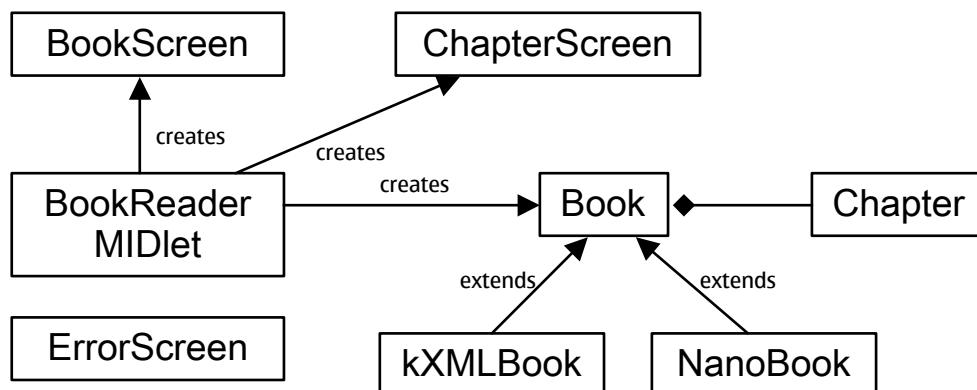 BookScreen
ChapterScreen
creates
creates
creates
BookReader
MIDlet
Book
Chapter
extends
extends
ErrorScreen
kXMLBook
NanoBook